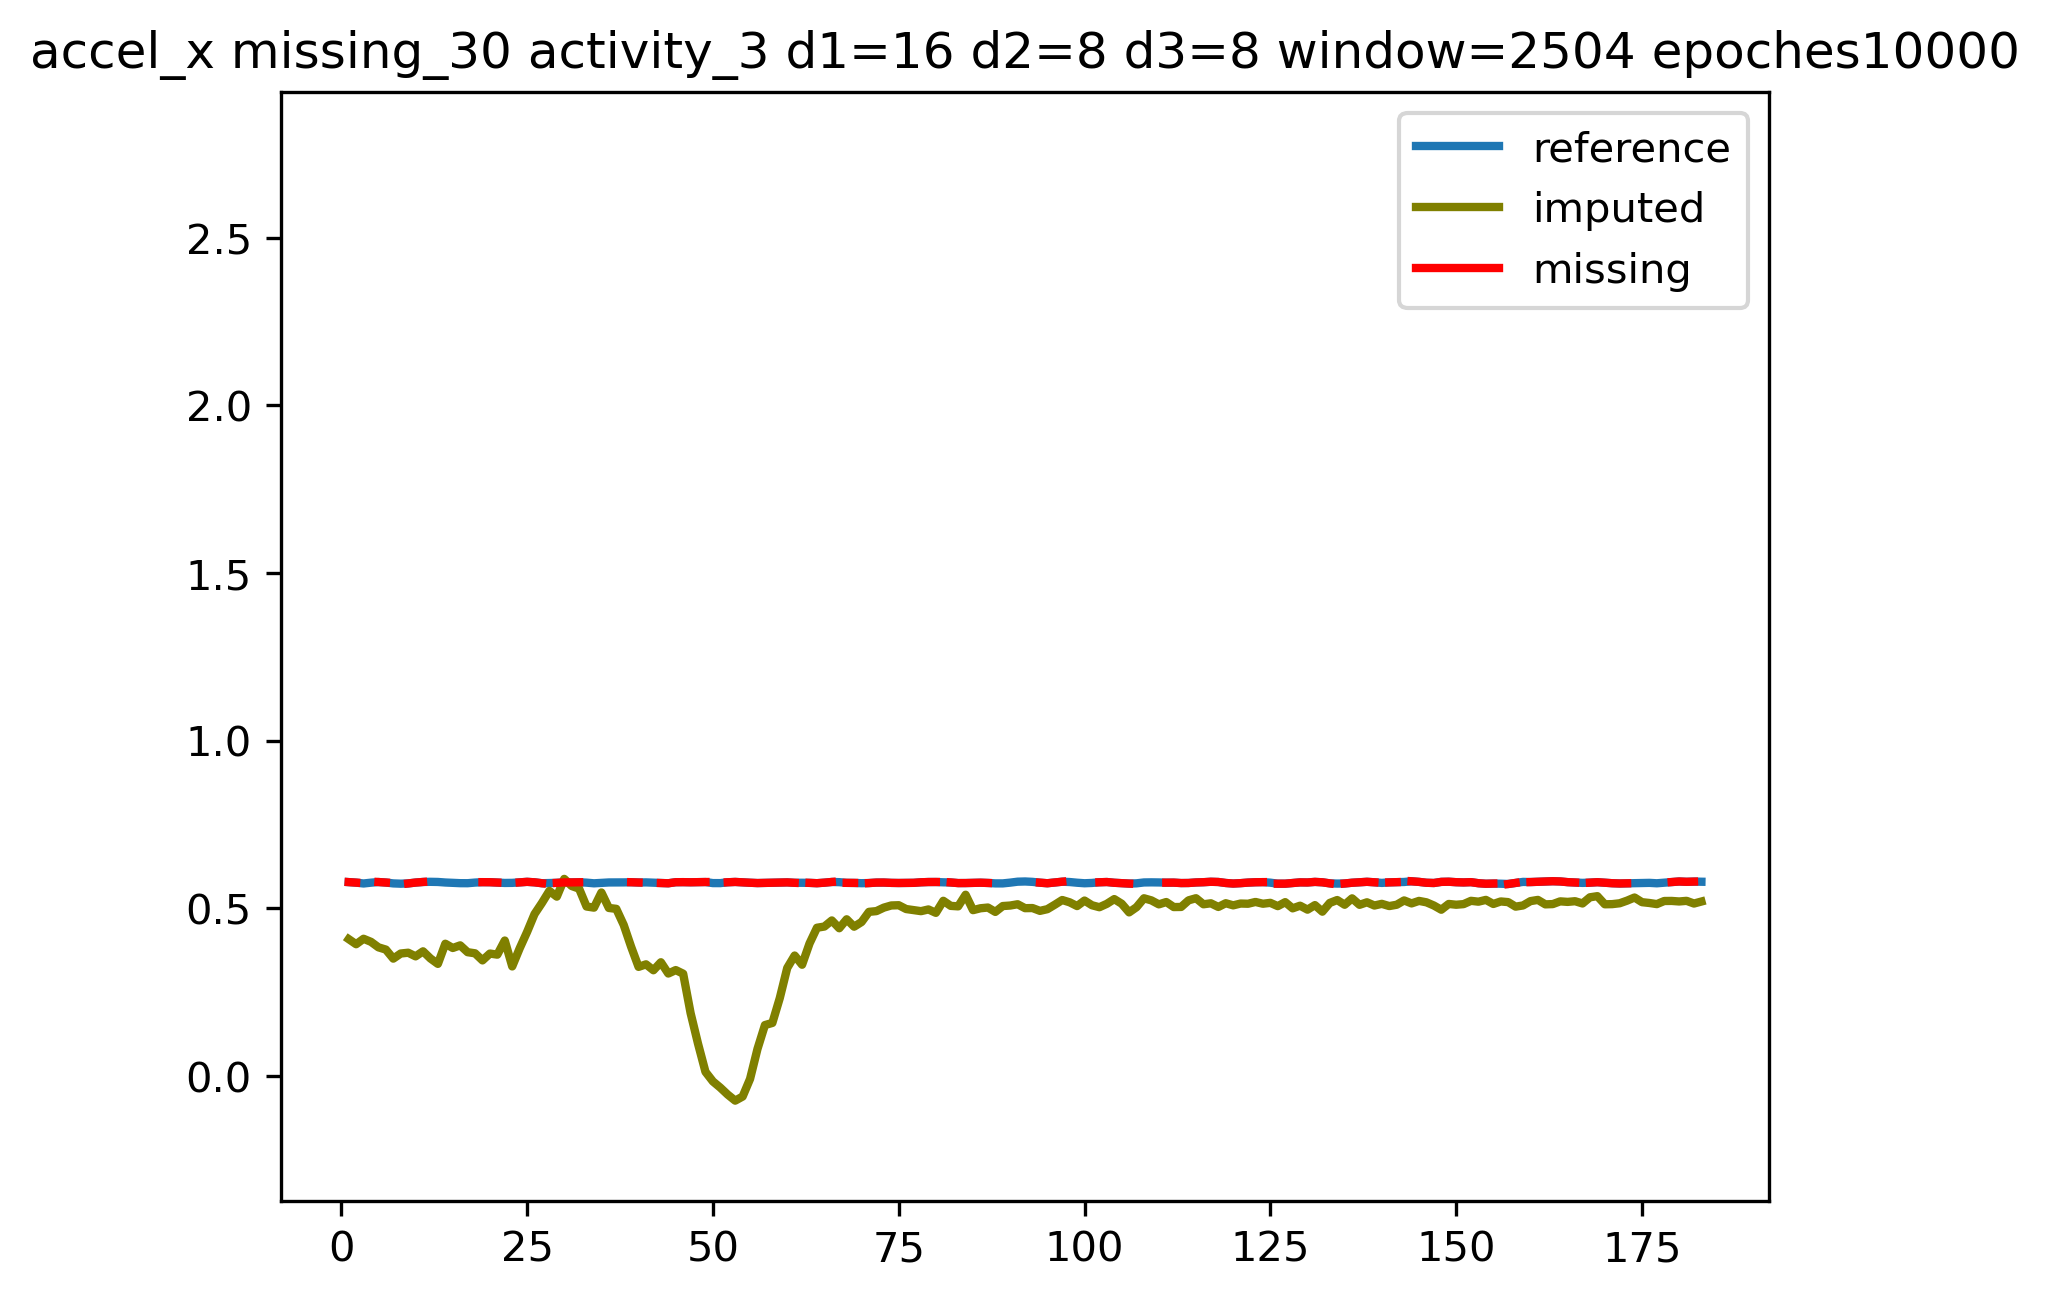 accel_x missing_30 activity_3 d1=16 d2=8 d3=8 window=2504 epoches10000
reference
imputed
missing
2.5
2.0
1.5
1.0
0.5
0.0
0 25 50 75 100 125 150 175